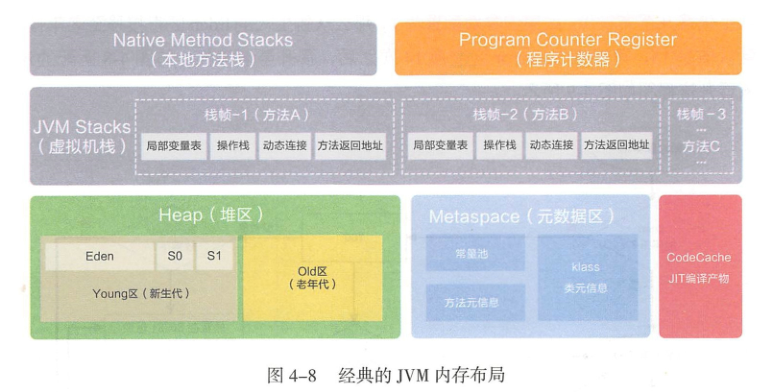 Native Method Stacks
（本地方法栈）
Program Counter Register
（程序计数器）
JVM Stacks
（虚拟机栈）
栈帧-1（方法A）
局部变量表
操作栈
动态连接
方法返回地址
栈帧-2（方法B）
局部变量表
操作栈
动态连接
方法返回地址
栈帧-3
...
方法C
...
Heap（堆区）
Eden
S0
S1
Young区（新生代）
Old区
（老年代）
Metaspace（元数据区）
常量池
方法元信息
klass
类元信息
CodeCache
JIT编译产物
图 4-8 经典的 JVM 内存布局